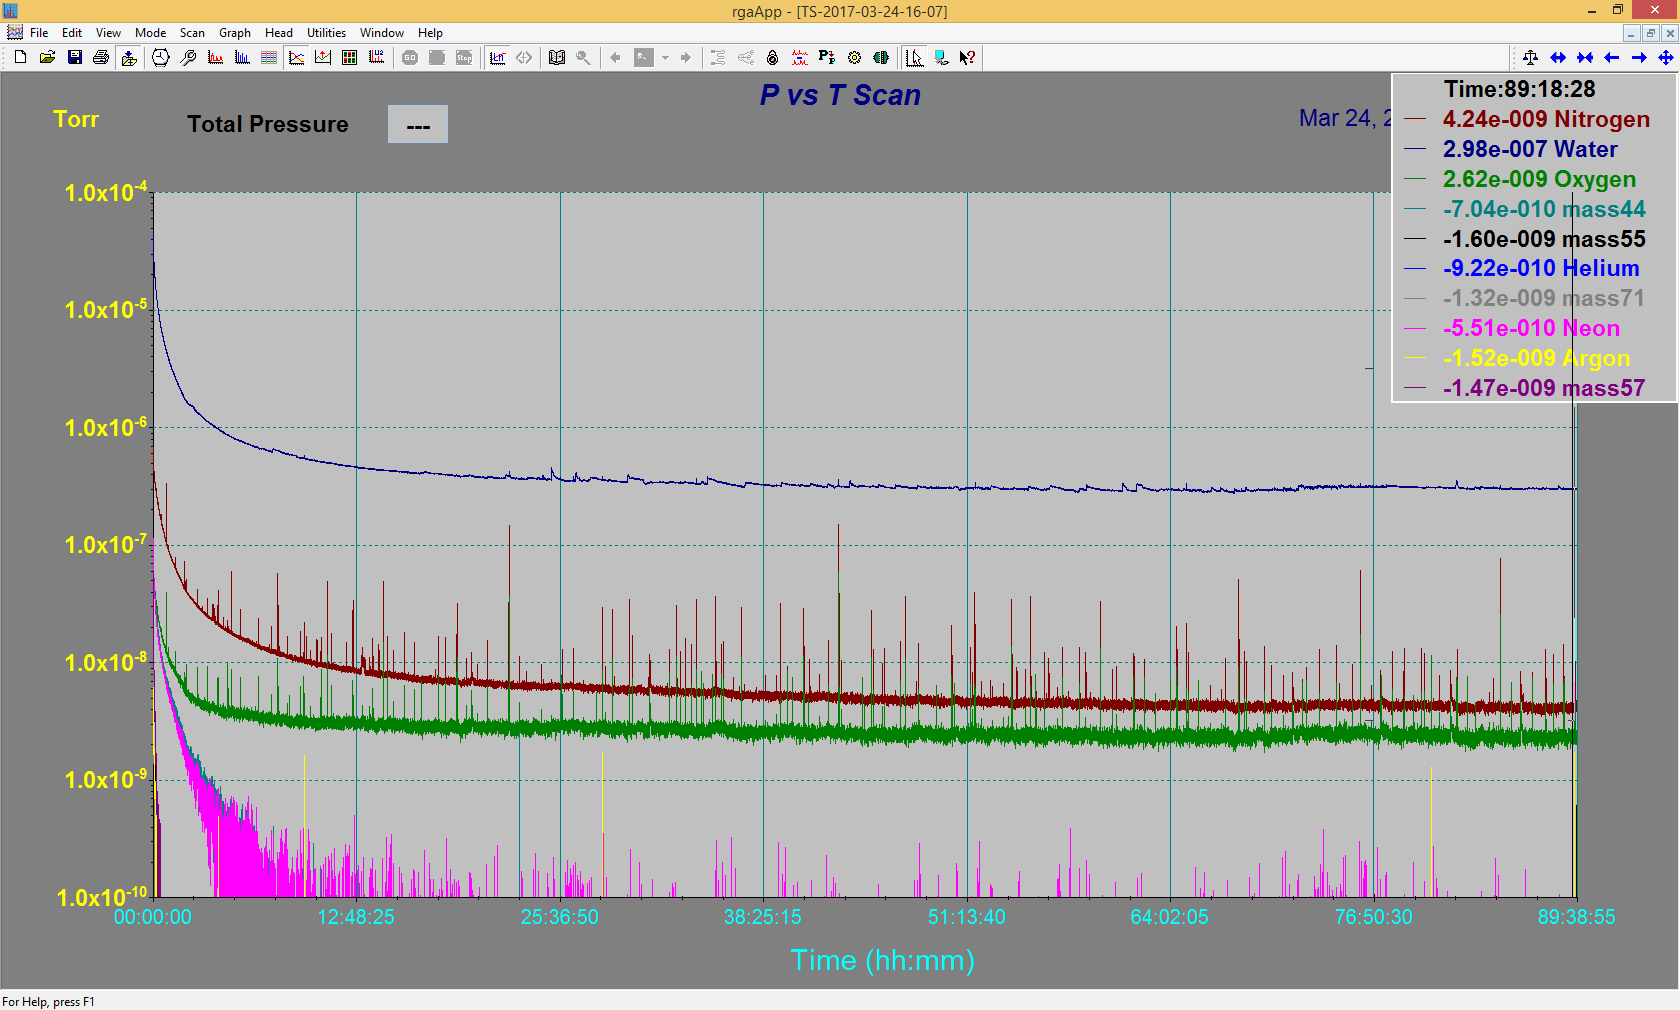 rgaApp - [TS-2017-03-24-16-07]
File Edit View Mode Scan Graph Head Utilities Window Help
GO Stop
P vs T Scan
Torr
Total Pressure ---
Mar 24, 2
Time:89:18:28
4.24e-009 Nitrogen
2.98e-007 Water
2.62e-009 Oxygen
-7.04e-010 mass44
-1.60e-009 mass55
-9.22e-010 Helium
-1.32e-009 mass71
-5.51e-010 Neon
-1.52e-009 Argon
-1.47e-009 mass57
1.0x10-4
1.0x10-5
1.0x10-6
1.0x10-7
1.0x10-8
1.0x10-9
1.0x10-10
00:00:00 12:48:25 25:36:50 38:25:15 51:13:40 64:02:05 76:50:30 89:38:55
Time (hh:mm)
For Help, press F1